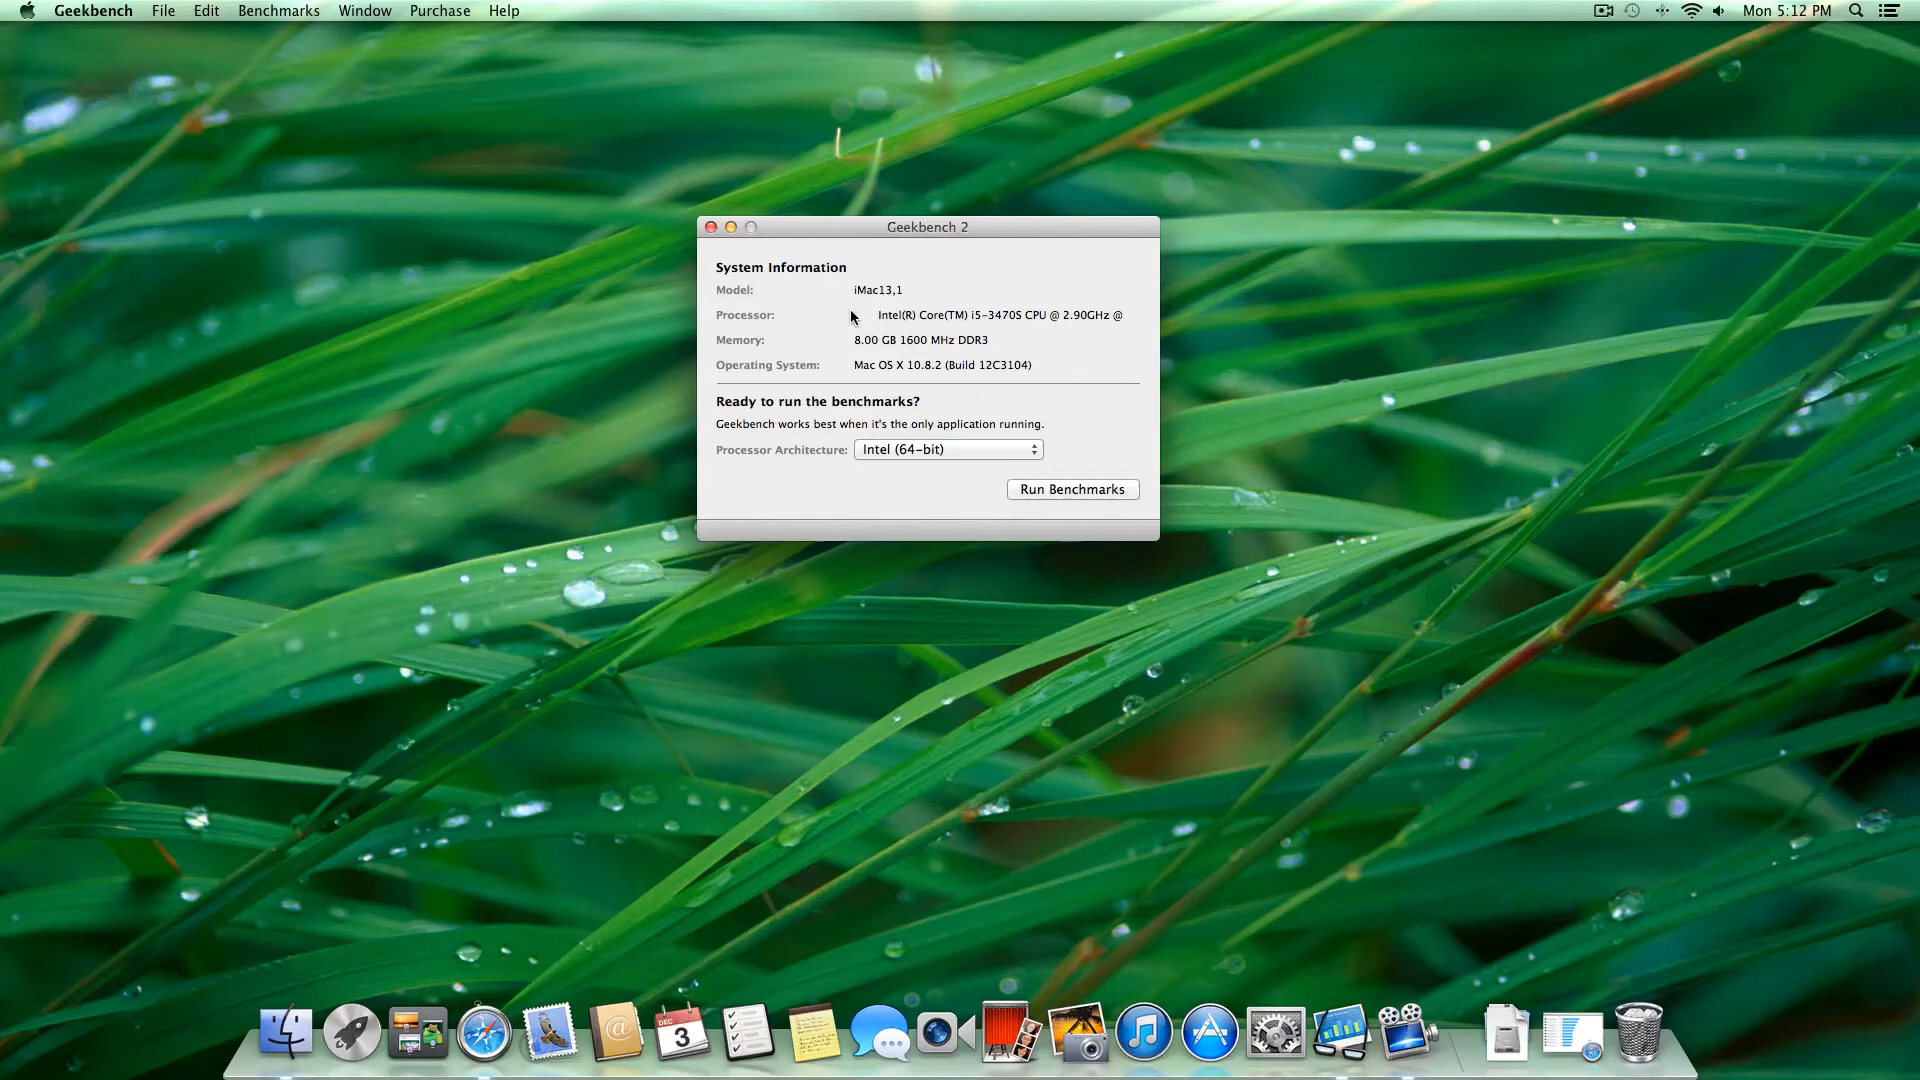 Geekbench File Edit Benchmarks Window Purchase Help Mon 5:12 PM
Geekbench 2
System Information
Model: iMac13,1
Processor: Intel(R) Core(TM) i5-3470S CPU @ 2.90GHz @
Memory: 8.00 GB 1600 MHz DDR3
Operating System: Mac OS X 10.8.2 (Build 12C3104)
Ready to run the benchmarks?
Geekbench works best when it's the only application running.
Processor Architecture: Intel (64-bit)
Run Benchmarks
@
DEC
3